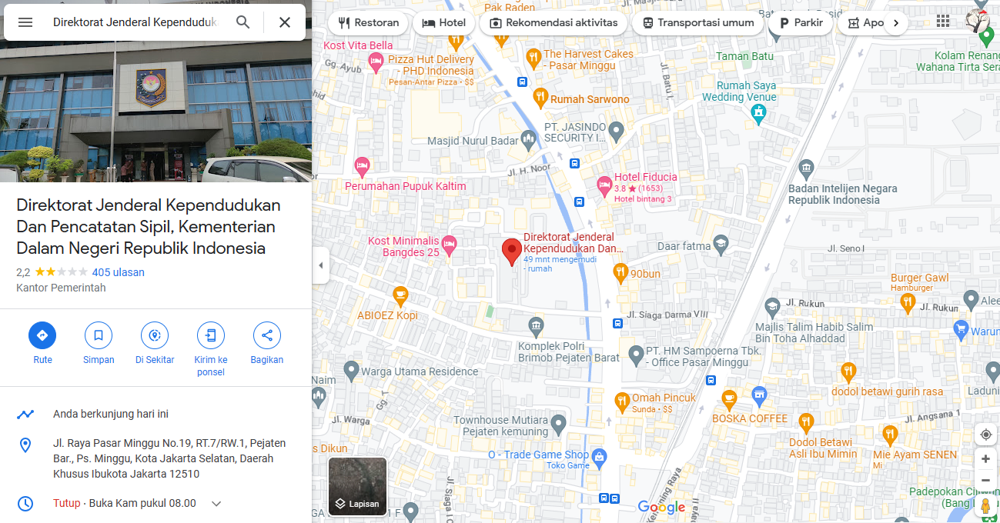 Direktorat Jenderal Kependuduk
Restoran
Hotel
Rekomendasi aktivitas
Transportasi umum
Parkir
Apo
Direktorat Jenderal Kependudukan
Dan Pencatatan Sipil, Kementerian
Dalam Negeri Republik Indonesia
2,2
405 ulasan
Kantor Pemerintah
Rute
Simpan
Di Sekitar
Kirim ke
ponsel
Bagikan
Anda berkunjung hari ini
Jl. Raya Pasar Minggu No.19, RT.7/RW.1, Pejaten
Bar., Ps. Minggu, Kota Jakarta Selatan, Daerah
Khusus Ibukota Jakarta 12510
Tutup · Buka Kam pukul 08.00
Pak Raden
Kost Vita Bella
Gg. Ayub
Pizza Hut Delivery
- PHD Indonesia
Pesan-Antar Pizza · $$
The Harvest Cakes
- Pasar Minggu
Taman Batu
Kolam Renang
Wahana Tirta Sera
Jl. Batu I
Rumah Saya
Wedding Venue
Rumah Sarwono
PT. JASINDO
SECURITY I...
Masjid Nurul Badar
Jl. H. Noor
Perumahan Pupuk Kaltim
Hotel Fiducia
3.8 ★ (1653)
Hotel bintang 3
Badan Intelijen Negara
Republik Indonesia
Kost Minimalis
Bangdes 25
Direktorat Jenderal
Kependudukan Dan...
49 mnt mengemudi
- rumah
Daar fatma
Jl. Seno I
90bun
Burger Gawl
Hamburger
ABIOEZ Kopi
Jl. Siaga Darma VIII
Jl. Rukun
Jl. Rukun
Alee
Majlis Talim Habib Salim
Bin Toha Alhaddad
Warun
Komplek Polri
Brimob Pejaten Barat
PT. HM Sampoerna Tbk.
- Office Pasar Minggu
Naim
Warga Utama Residence
Gg. Y
dodol betawi gurih rasa
Laduni
Omah Pincuk
Sunda · $$
BOSKA COFFEE
Jl. Angsana 1
Jl. Warga
Townhouse Mutiara
Pejaten kemuning
Dodol Betawi
Asli Ibu Mimin
Mie Ayam SENEN
Mi
s Dikun
O - Trade Game Shop
Toko Game
Lapisan
Jl. Siaga I C
Google
Padepokan Ci
(Bang